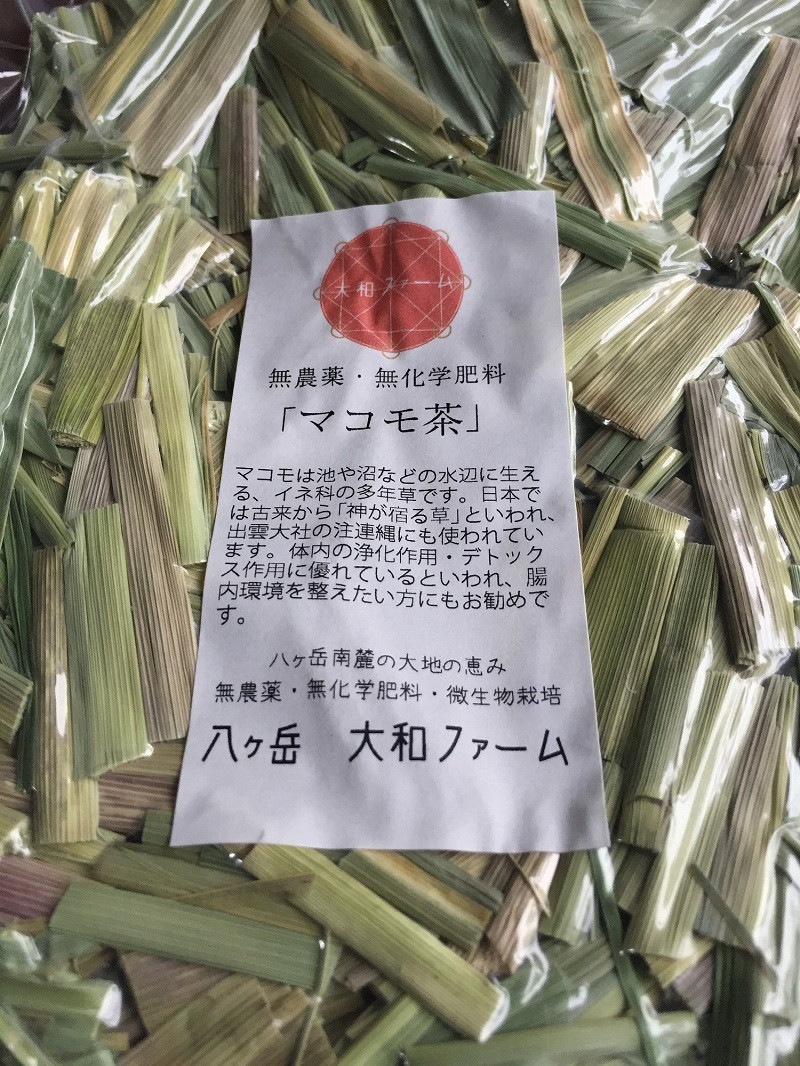 大和ファーム
無農薬・無化学肥料
「マコモ茶」
マコモは池や沼などの水辺に生え
る、イネ科の多年草です。日本で
は古来から「神が宿る草」といわれ、
出雲大社の注連縄にも使われてい
ます。体内の浄化作用・デトック
ス作用に優れているといわれ、腸
内環境を整えたい方にもお勧めで
す。
八ヶ岳南麓の大地の恵み
無農薬・無化学肥料・微生物栽培
八ヶ岳　大和ファーム